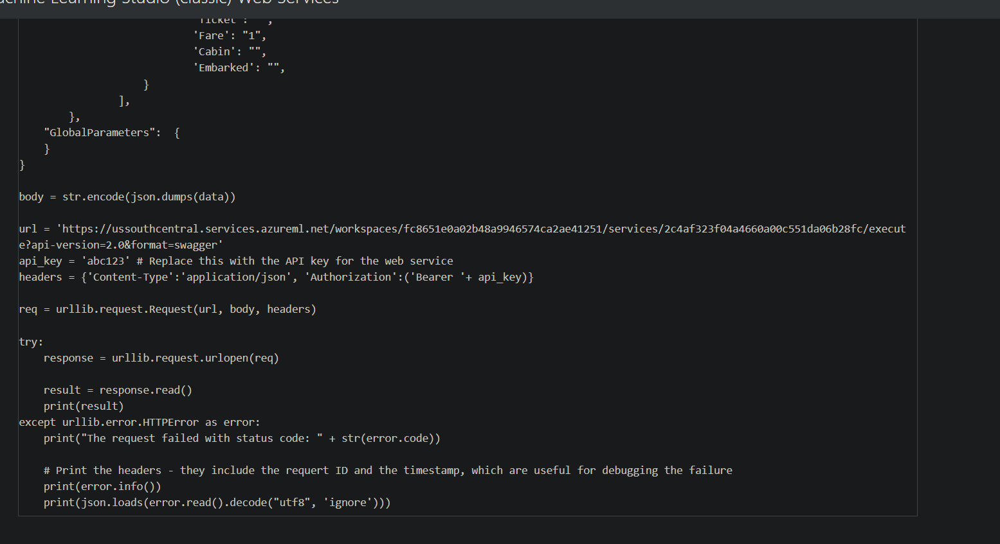 Machine Learning Studio (classic) Web Services
'Ticket': "",
'Fare': "1",
'Cabin': "",
'Embarked': "",
}
],
},
"GlobalParameters":  {
}
}
body = str.encode(json.dumps(data))
url = 'https://ussouthcentral.services.azureml.net/workspaces/fc8651e0a02b48a9946574ca2ae41251/services/2c4af323f04a4660a00c551da06b28fc/execut
e?api-version=2.0&format=swagger'
api_key = 'abc123' # Replace this with the API key for the web service
headers = {'Content-Type':'application/json', 'Authorization':('Bearer '+ api_key)}
req = urllib.request.Request(url, body, headers)
try:
response = urllib.request.urlopen(req)
result = response.read()
print(result)
except urllib.error.HTTPError as error:
print("The request failed with status code: " + str(error.code))
# Print the headers - they include the requert ID and the timestamp, which are useful for debugging the failure
print(error.info())
print(json.loads(error.read().decode("utf8", 'ignore')))